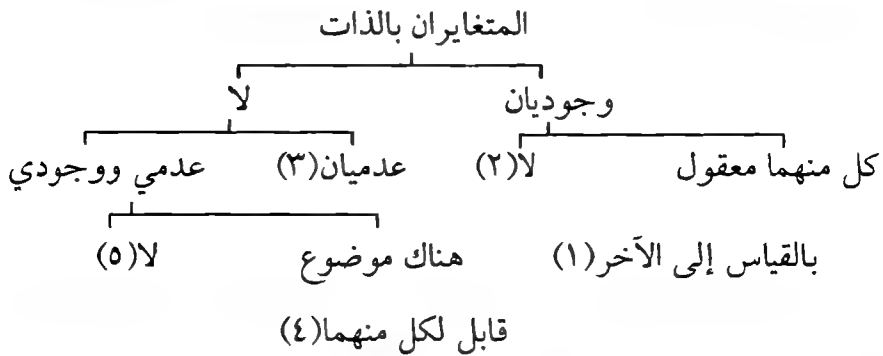 المتغايران بالذات
وجوديان لا
كل منهما معقول لا(٢) عدميان(٣) عدمي ووجودي
بالقياس إلى الآخر(١) هناك موضوع لا(٥)
قابل لكل منهما(٤)